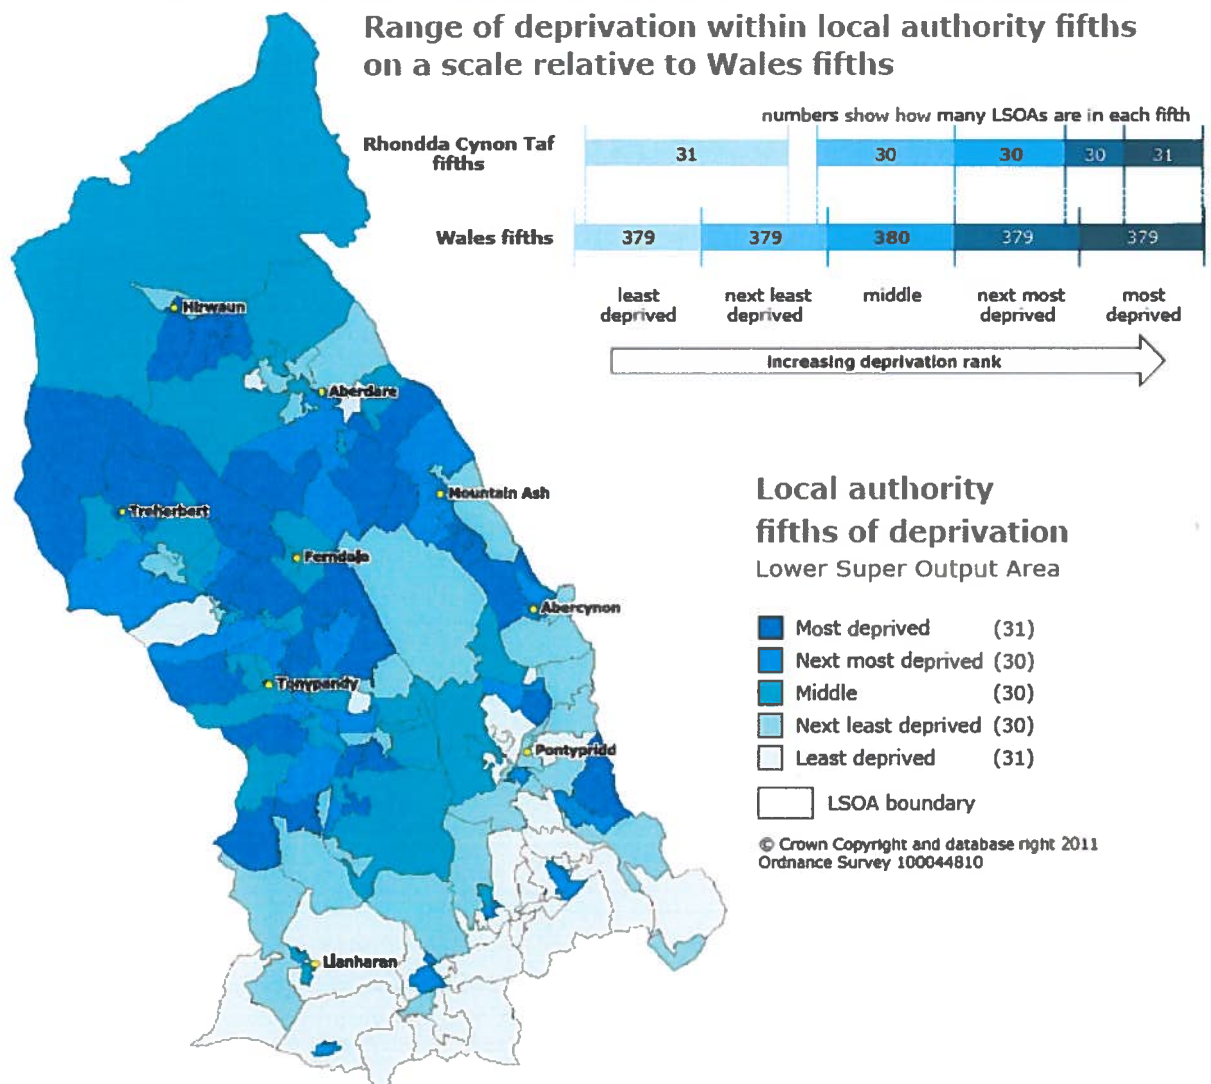 Range of deprivation within local authority fifths
on a scale relative to Wales fifths
numbers show how many LSOAs are in each fifth
Rhondda Cynon Taf
fifths
31 30 30 30 31
Wales fifths
379 379 380 379 379
least
deprived
next least
deprived
middle
next most
deprived
most
deprived
increasing deprivation rank
Hirwaun
Aberdare
Mountain Ash
Treherbert
Ferndale
Abercynon
Tonypandy
Pontypridd
Llanharan
Local authority
fifths of deprivation
Lower Super Output Area
Most deprived (31)
Next most deprived (30)
Middle (30)
Next least deprived (30)
Least deprived (31)
LSOA boundary
© Crown Copyright and database right 2011
Ordnance Survey 100044810